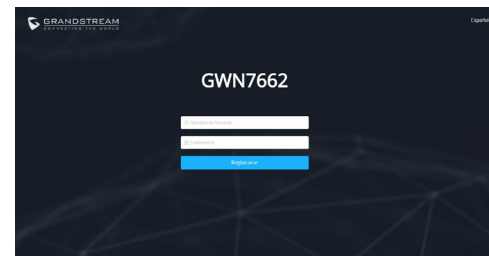 GRANDSTREAM
CONNECTING THE WORLD
Español
GWN7662
Nombre de Usuario
Contraseña
Registrarse